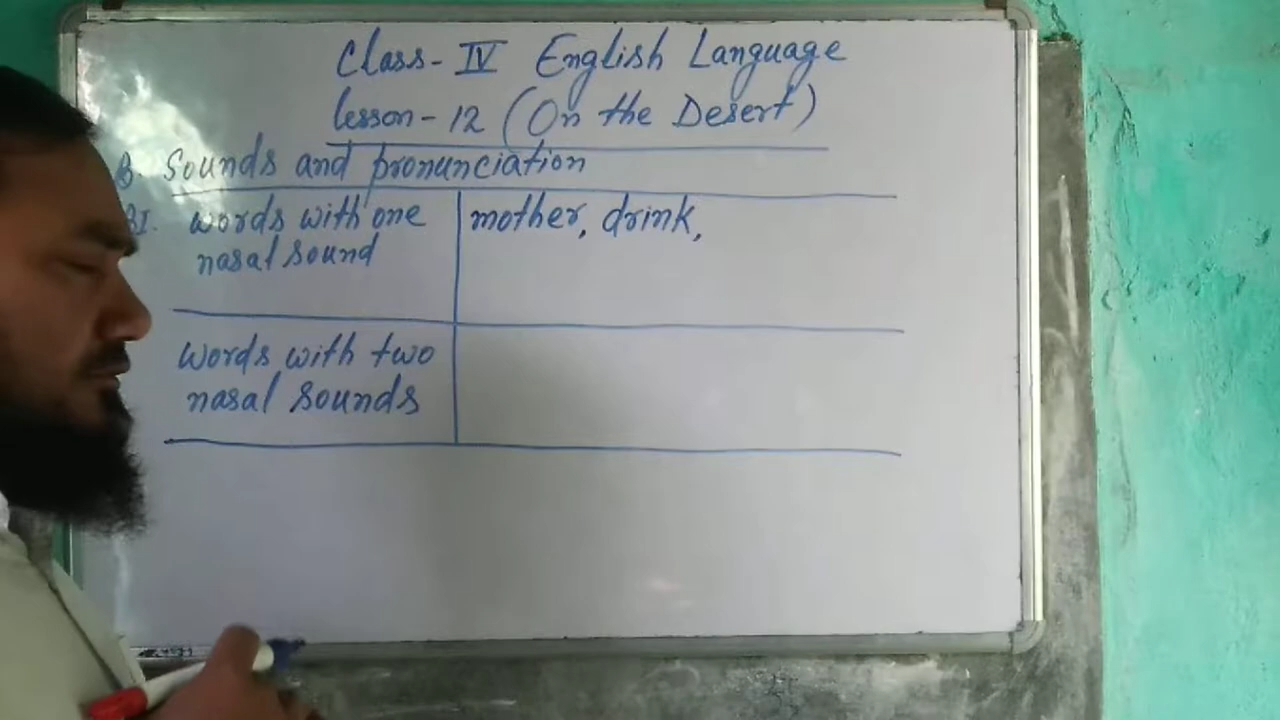 Class- IV English Language
Lesson- 12 (On the Desert)
B. Sounds and pronunciation
B1. words with one nasal sound
mother, drink,
Words with two nasal sounds